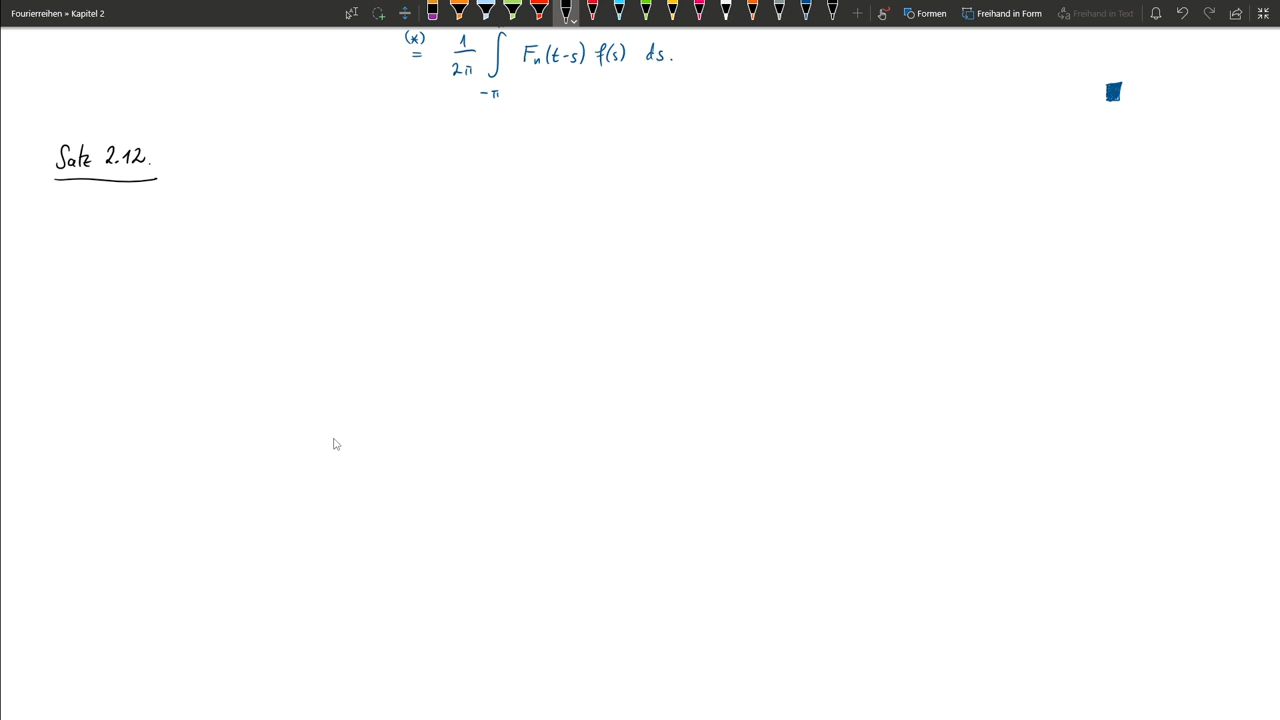 Fourierreihen » Kapitel 2
Formen
Freihand in Form
Freihand in Text
(*)
= 1/2π ∫_{-π} Fₙ(t-s) f(s) ds.
Satz 2.12.